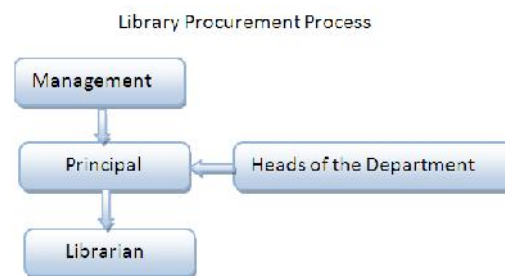 Library Procurement Process
Management
Principal
Heads of the Department
Librarian